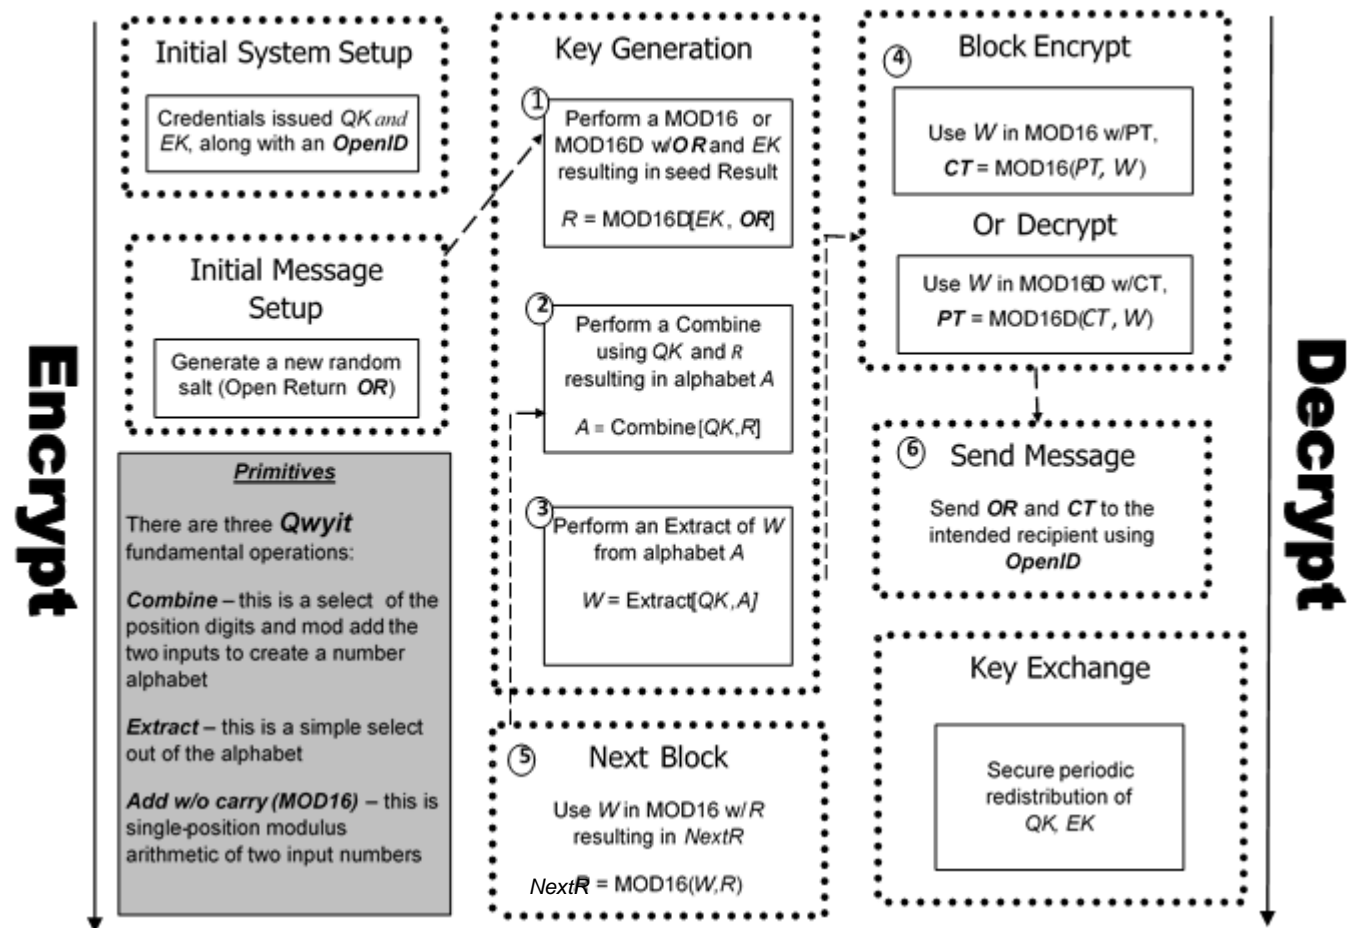 Encrypt
Initial System Setup
Credentials issued QK and
EK, along with an OpenID
Initial Message
Setup
Generate a new random
salt (Open Return OR)
Primitives
There are three Qwyit
fundamental operations:
Combine – this is a select of the
position digits and mod add the
two inputs to create a number
alphabet
Extract – this is a simple select
out of the alphabet
Add w/o carry (MOD16) – this is
single-position modulus
arithmetic of two input numbers
Key Generation
1
Perform a MOD16 or
MOD16D w/OR and EK
resulting in seed Result
R = MOD16D[EK, OR]
2
Perform a Combine
using QK and R
resulting in alphabet A
A = Combine[QK,R]
3
Perform an Extract of W
from alphabet A
W = Extract[QK,A]
5
Next Block
Use W in MOD16 w/R
resulting in NextR
NextR = MOD16(W,R)
4
Block Encrypt
Use W in MOD16 w/PT,
CT = MOD16(PT, W)
Or Decrypt
Use W in MOD16D w/CT,
PT = MOD16D(CT, W)
6
Send Message
Send OR and CT to the
intended recipient using
OpenID
Key Exchange
Secure periodic
redistribution of
QK, EK
Decrypt